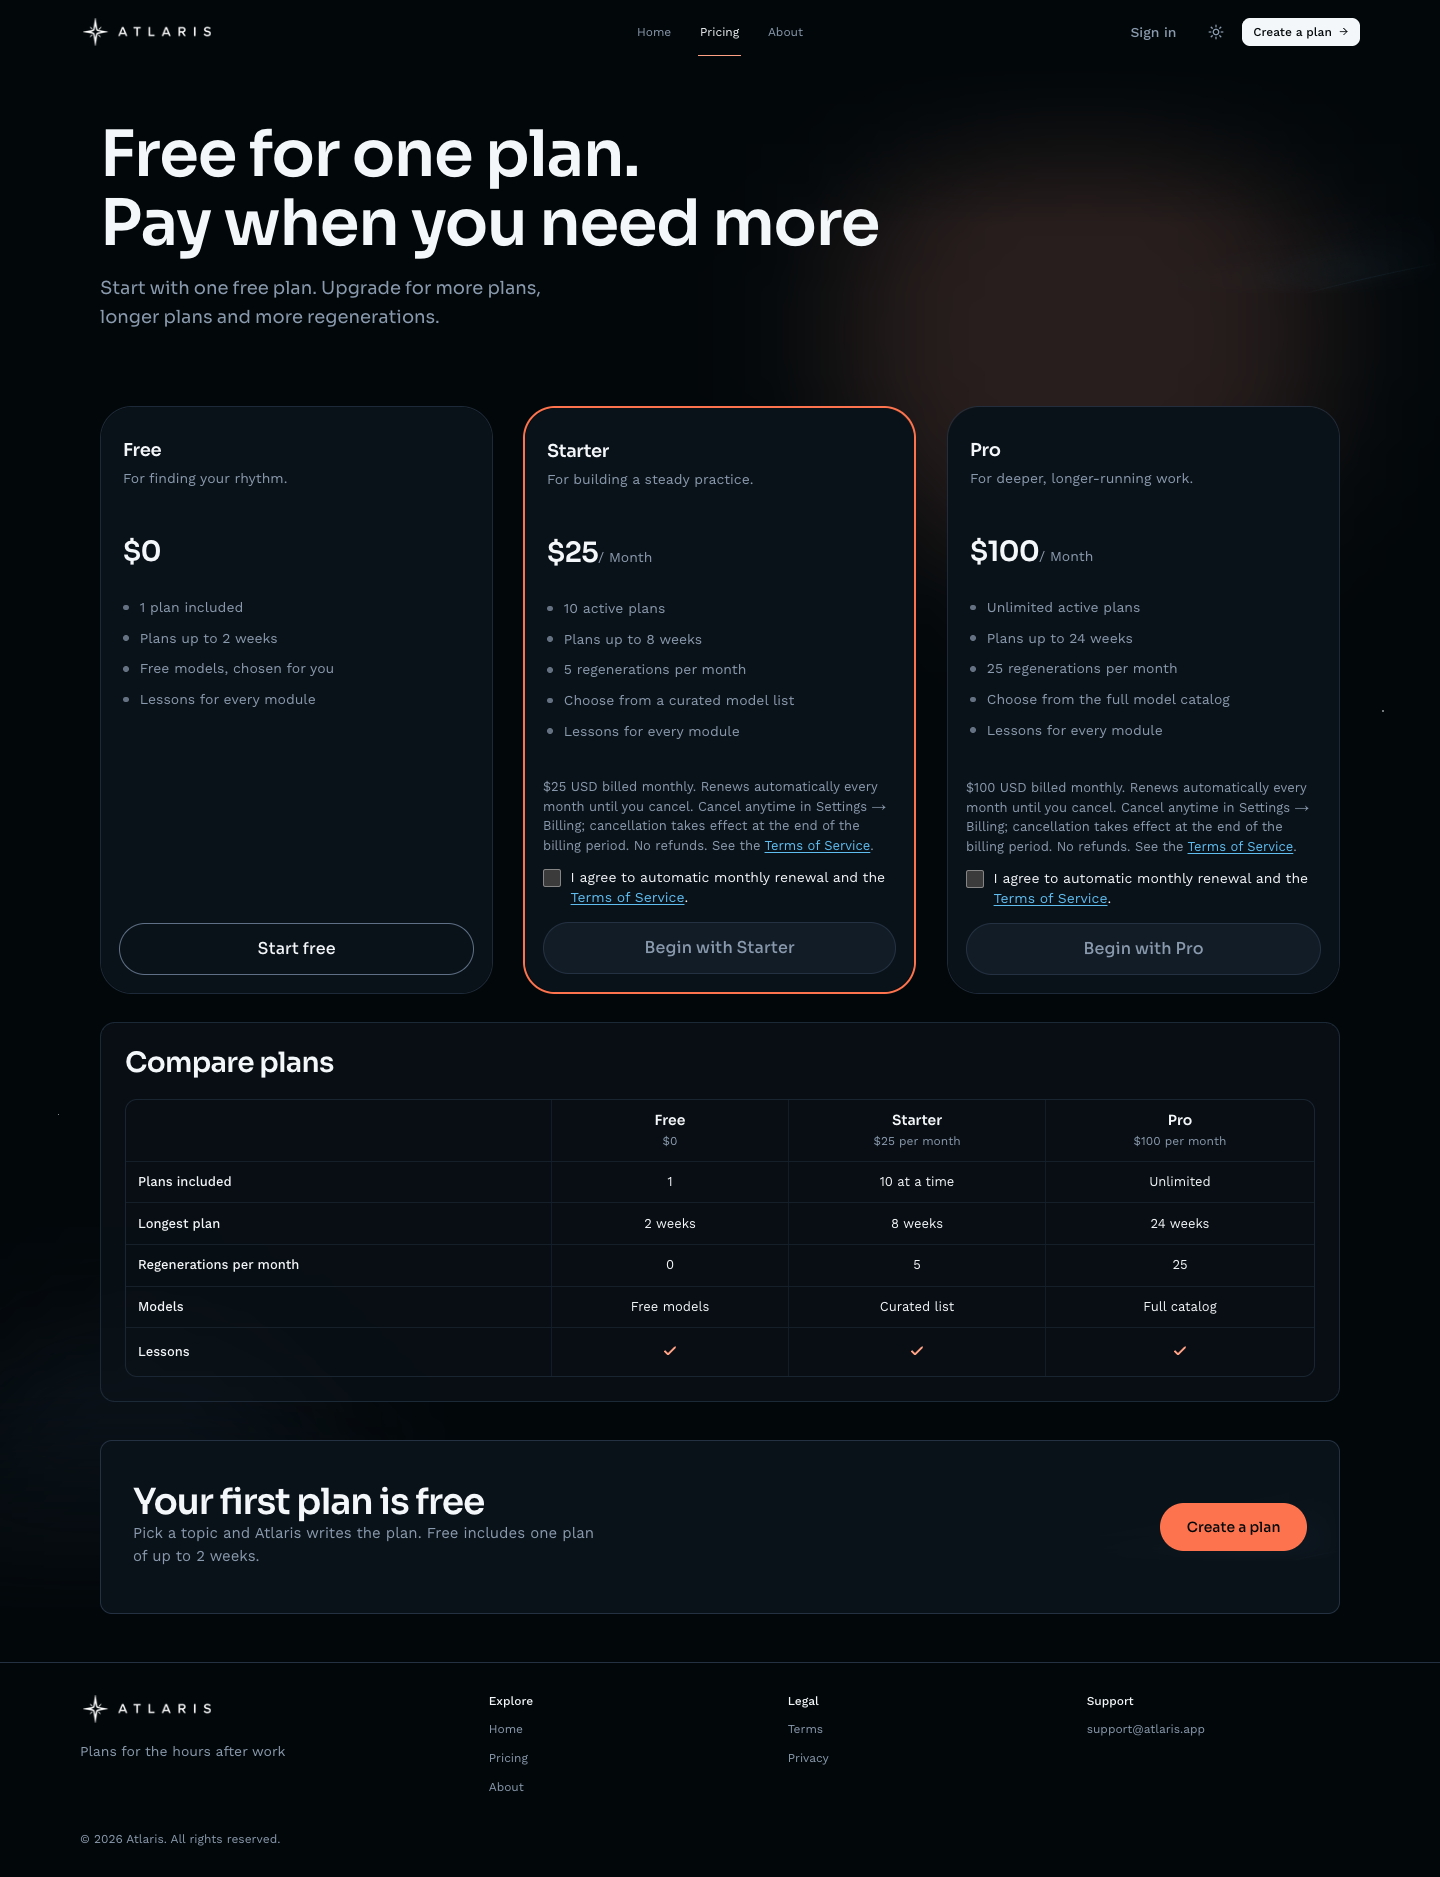 ATLARIS
Home
Pricing
About
Sign in
Create a plan →
Free for one plan.
Pay when you need more
Start with one free plan. Upgrade for more plans,
longer plans and more regenerations.
Free
For finding your rhythm.
$0
1 plan included
Plans up to 2 weeks
Free models, chosen for you
Lessons for every module
Start free
Starter
For building a steady practice.
$25/ Month
10 active plans
Plans up to 8 weeks
5 regenerations per month
Choose from a curated model list
Lessons for every module
$25 USD billed monthly. Renews automatically every
month until you cancel. Cancel anytime in Settings →
Billing; cancellation takes effect at the end of the
billing period. No refunds. See the Terms of Service.
I agree to automatic monthly renewal and the
Terms of Service.
Begin with Starter
Pro
For deeper, longer-running work.
$100/ Month
Unlimited active plans
Plans up to 24 weeks
25 regenerations per month
Choose from the full model catalog
Lessons for every module
$100 USD billed monthly. Renews automatically every
month until you cancel. Cancel anytime in Settings →
Billing; cancellation takes effect at the end of the
billing period. No refunds. See the Terms of Service.
I agree to automatic monthly renewal and the
Terms of Service.
Begin with Pro
Compare plans
Free Starter Pro
$0 $25 per month $100 per month
Plans included 1 10 at a time Unlimited
Longest plan 2 weeks 8 weeks 24 weeks
Regenerations per month 0 5 25
Models Free models Curated list Full catalog
Lessons
Your first plan is free
Pick a topic and Atlaris writes the plan. Free includes one plan
of up to 2 weeks.
Create a plan
ATLARIS
Plans for the hours after work
Explore
Home
Pricing
About
Legal
Terms
Privacy
Support
support@atlaris.app
© 2026 Atlaris. All rights reserved.